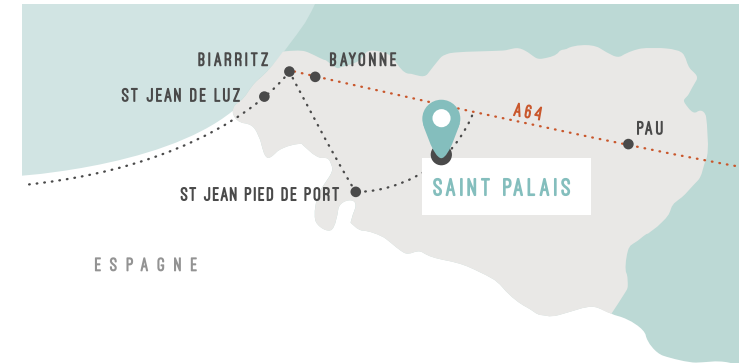 BIARRITZ
BAYONNE
ST JEAN DE LUZ
A64
PAU
SAINT PALAIS
ST JEAN PIED DE PORT
ESPAGNE